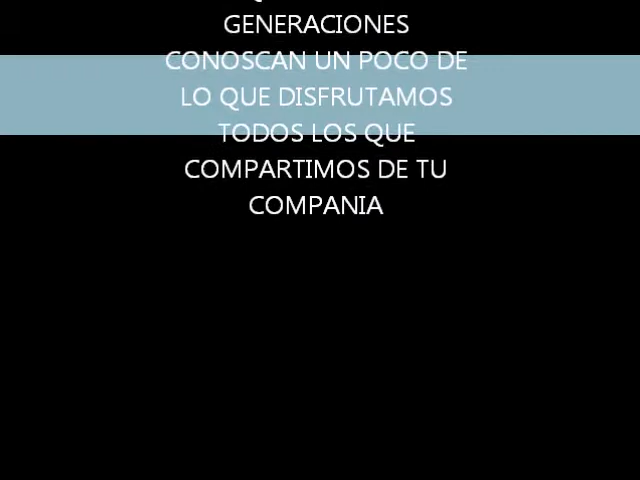 GENERACIONES
CONOSCAN UN POCO DE
LO QUE DISFRUTAMOS
TODOS LOS QUE
COMPARTIMOS DE TU
COMPANIA